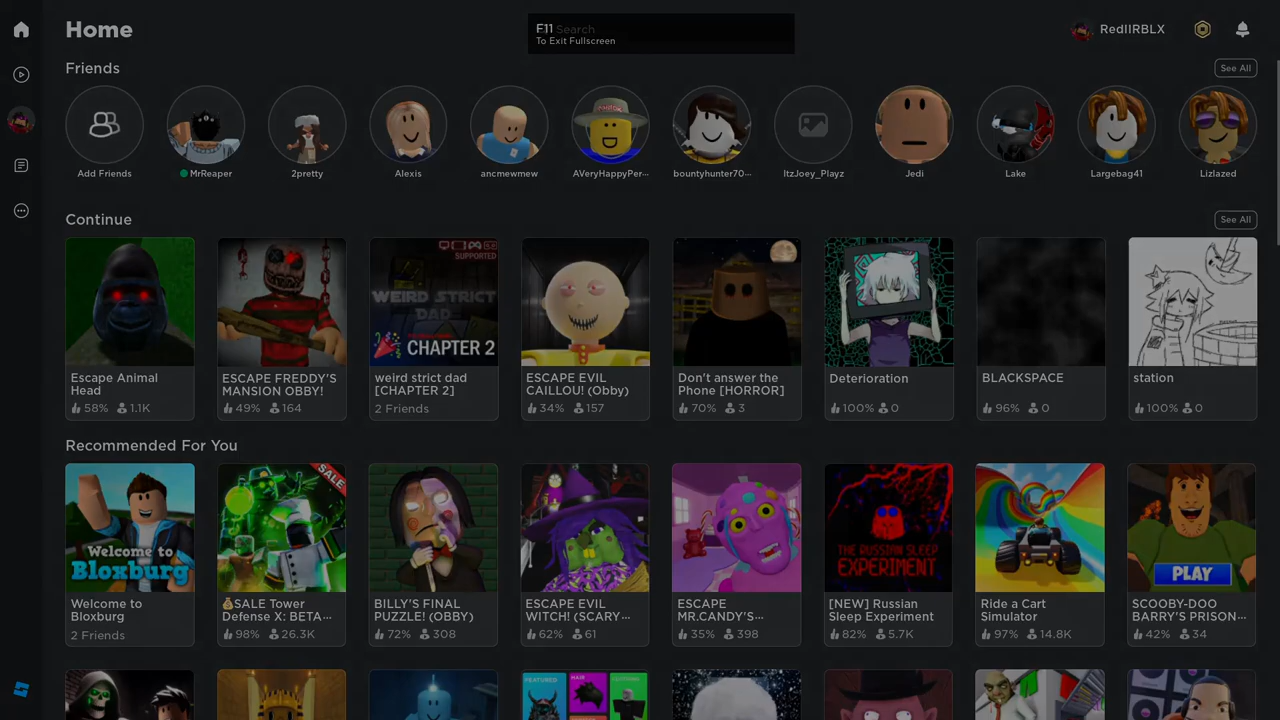 Home
F11 Search
To Exit Fullscreen
RedIIRBLX
Friends
See All
Add Friends
MrReaper
2pretty
Alexis
ancmewmew
AVeryHappyPer...
bountyhunter70...
ItzJoey_Playz
Jedi
Lake
Largebag41
Lizlazed
Continue
See All
SUPPORTED
WEIRD STRICT
DAD
CHAPTER 2
Escape Animal
Head
58% 1.1K
ESCAPE FREDDY'S
MANSION OBBY!
49% 164
weird strict dad
[CHAPTER 2]
2 Friends
ESCAPE EVIL
CAILLOU! (Obby)
34% 157
Don't answer the
Phone [HORROR]
70% 3
Deterioration
100% 0
BLACKSPACE
96% 0
station
100% 0
Recommended For You
Welcome to
Bloxburg
SALE
THE RUSSIAN SLEEP
EXPERIMENT
PLAY
Welcome to
Bloxburg
2 Friends
💰SALE Tower
Defense X: BETA...
98% 26.3K
BILLY'S FINAL
PUZZLE! (OBBY)
72% 308
ESCAPE EVIL
WITCH! (SCARY...
62% 61
ESCAPE
MR.CANDY'S...
35% 398
[NEW] Russian
Sleep Experiment
82% 5.7K
Ride a Cart
Simulator
97% 14.8K
SCOOBY-DOO
BARRY'S PRISON...
42% 34
FEATURED
HAIR